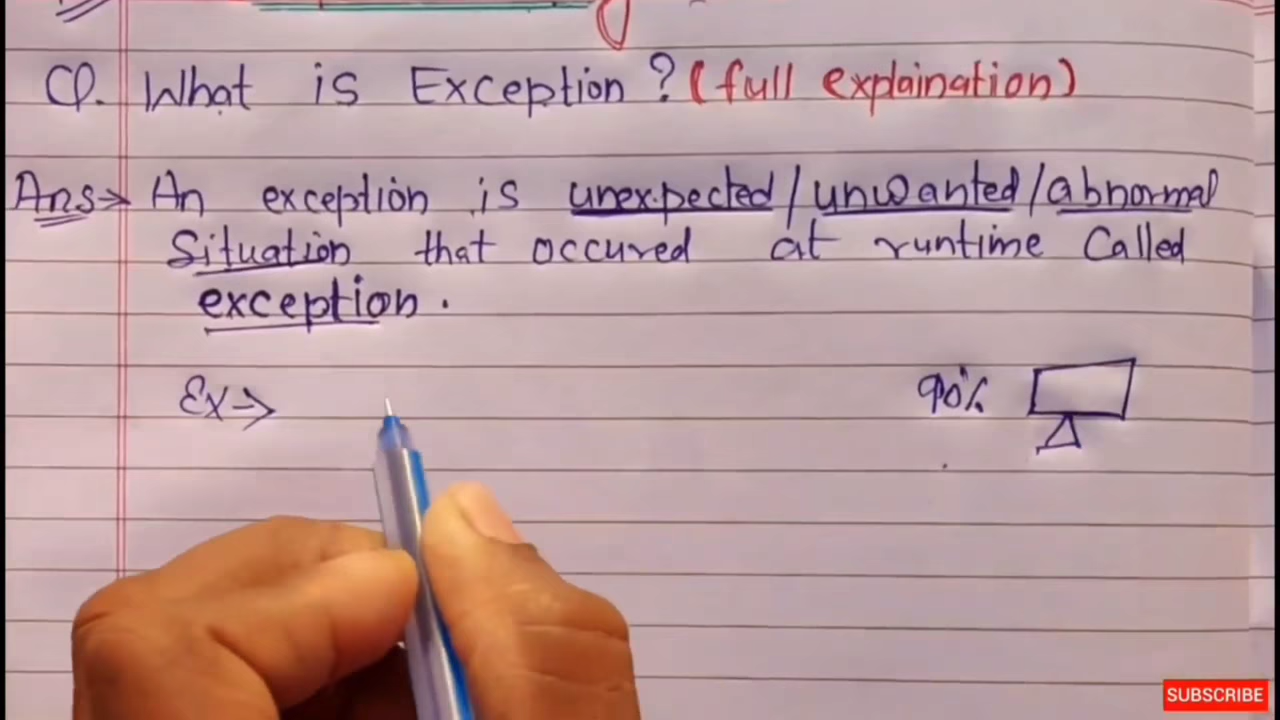 Q. What is Exception ? (full explaination)
Ans→ An exception is unexpected/unwanted/abnormal
Situation that occured at runtime Called
exception.
Ex→
90%
SUBSCRIBE